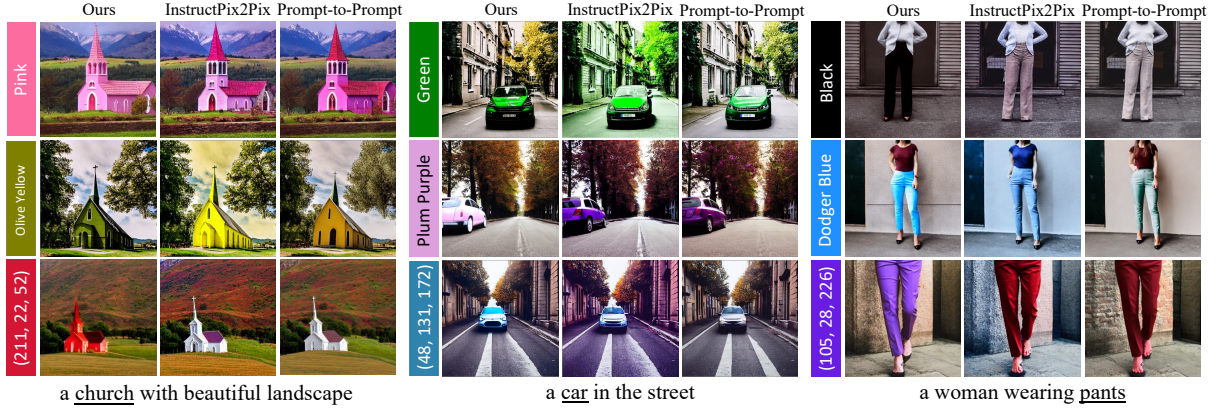 Ours InstructPix2Pix Prompt-to-Prompt
Pink
Olive Yellow
(211, 22, 52)
a church with beautiful landscape
Ours InstructPix2Pix Prompt-to-Prompt
Green
Plum Purple
(48, 131, 172)
a car in the street
Ours InstructPix2Pix Prompt-to-Prompt
Black
Dodger Blue
(105, 28, 226)
a woman wearing pants